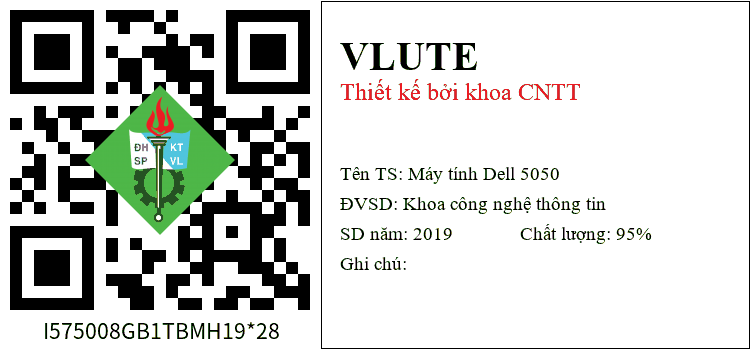 ĐH KT
SP VL
I575008GB1TBMH19*28
VLUTE
Thiết kế bởi khoa CNTT
Tên TS: Máy tính Dell 5050
ĐVSD: Khoa công nghệ thông tin
SD năm: 2019 Chất lượng: 95%
Ghi chú: